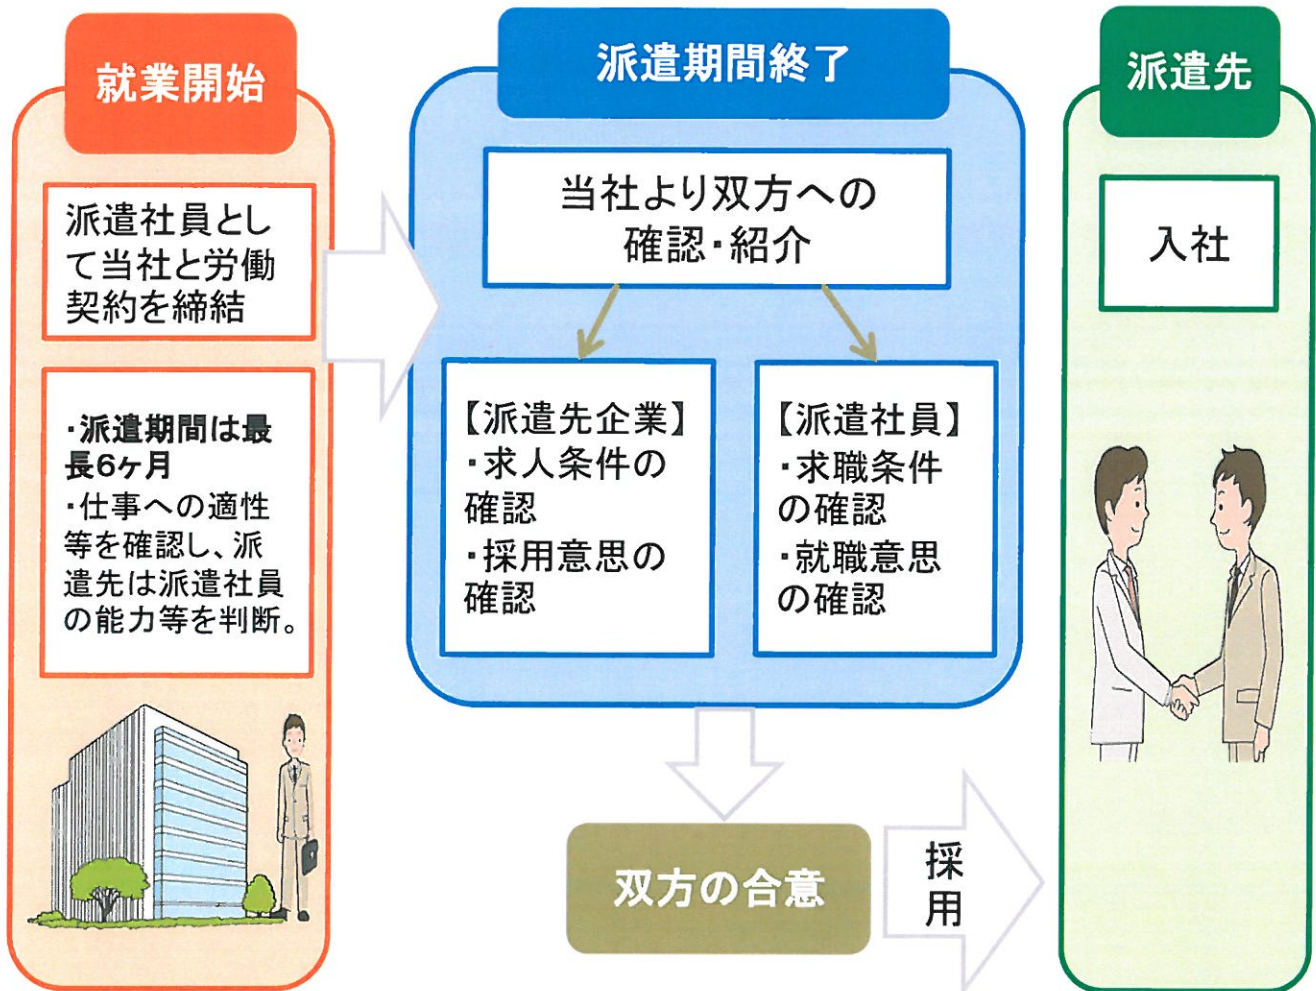 就業開始
派遣社員とし
て当社と労働
契約を締結
・派遣期間は最
長6ヶ月
・仕事への適性
等を確認し、派
遣先は派遣社員
の能力等を判断。
派遣期間終了
当社より双方への
確認・紹介
【派遣先企業】
・求人条件の
確認
・採用意思の
確認
【派遣社員】
・求職条件
の確認
・就職意思
の確認
双方の合意
採
用
派遣先
入社